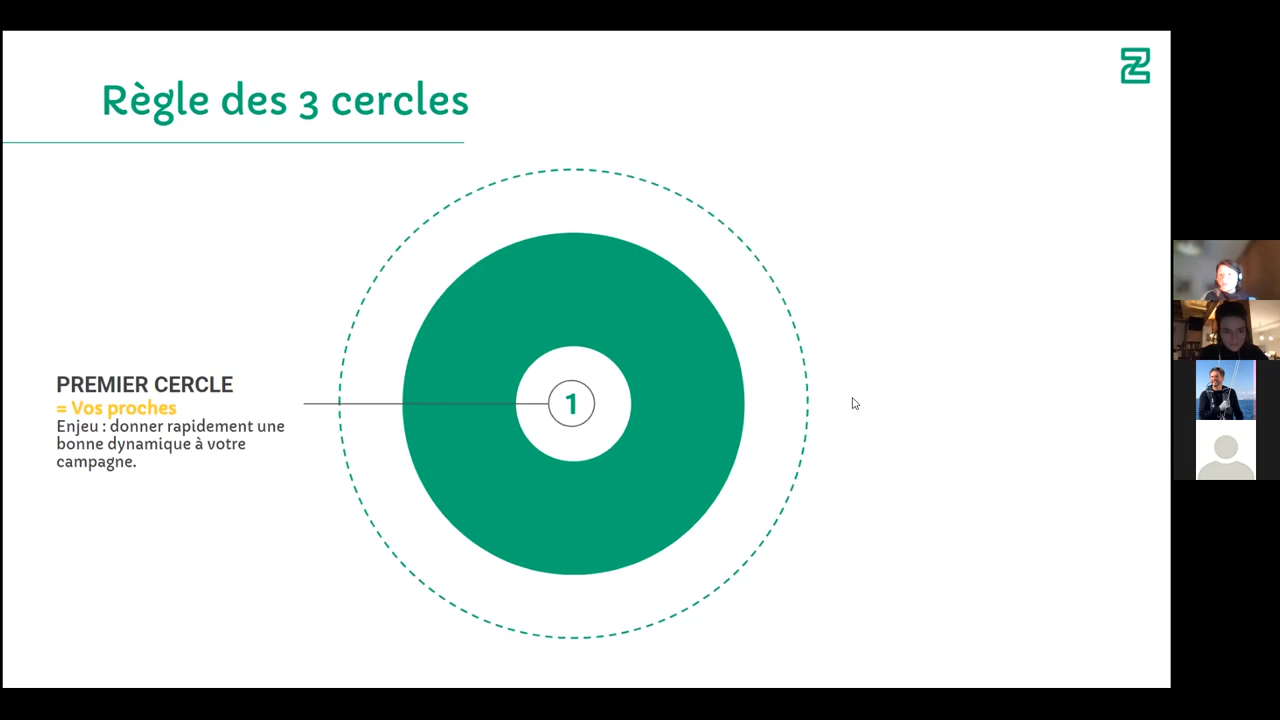 Règle des 3 cercles
PREMIER CERCLE
= Vos proches
Enjeu : donner rapidement une
bonne dynamique à votre
campagne.
1